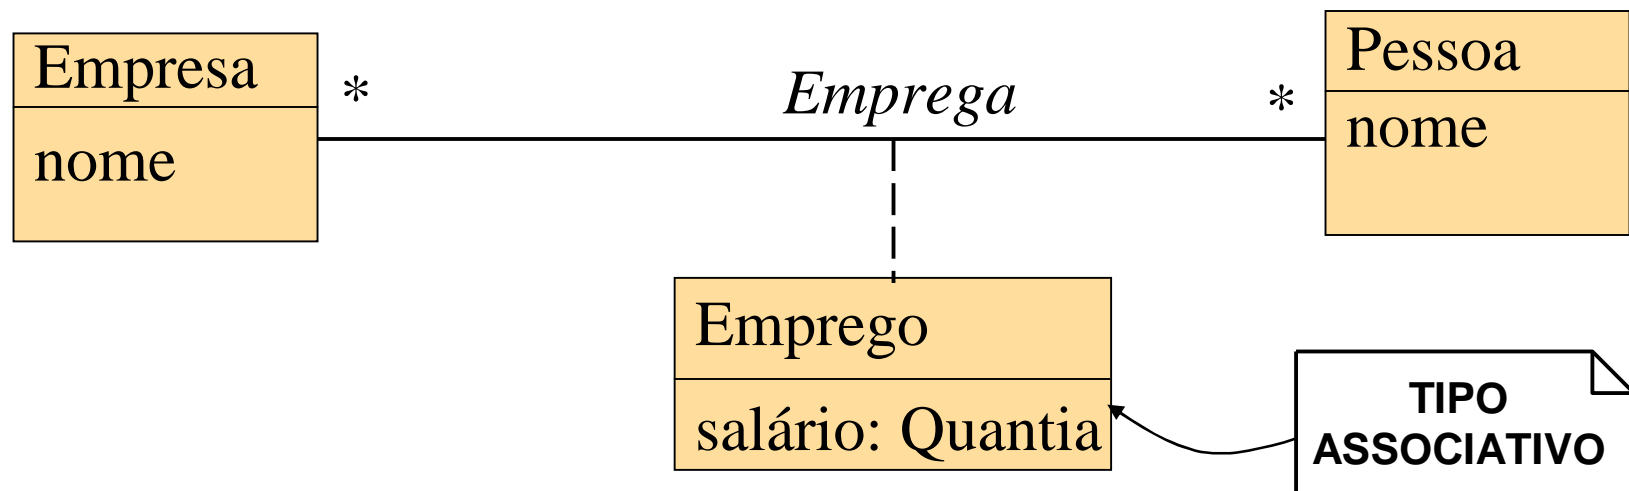 Empresa
nome
*
Emprega
*
Pessoa
nome
Emprego
salário: Quantia
TIPO
ASSOCIATIVO